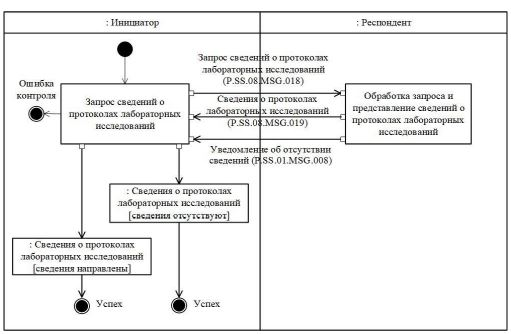 : Инициатор
: Респондент
Запрос сведений о протоколах
лабораторных исследований
(P.SS.08.MSG.018)
Ошибка
контроля
Запрос сведений о
протоколах лабораторных
исследований
Сведения о протоколах
лабораторных исследований
(P.SS.08.MSG.019)
Обработка запроса и
представление сведений о
протоколах лабораторных
исследований
Уведомление об отсутствии
сведений (P.SS.01.MSG.008)
: Сведения о протоколах
лабораторных исследований
[сведения отсутствуют]
: Сведения о протоколах
лабораторных исследований
[сведения направлены]
Успех
Успех